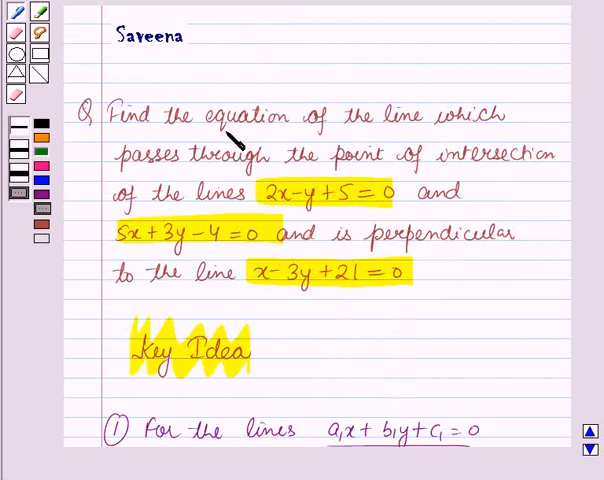 Saveena
Q Find the equation of the line which
passes through the point of intersection
of the lines 2x-y+5=0 and
5x+3y-4=0 and is perpendicular
to the line x-3y+21=0
Key Idea
① For the lines a₁x + b₁y + c₁ = 0